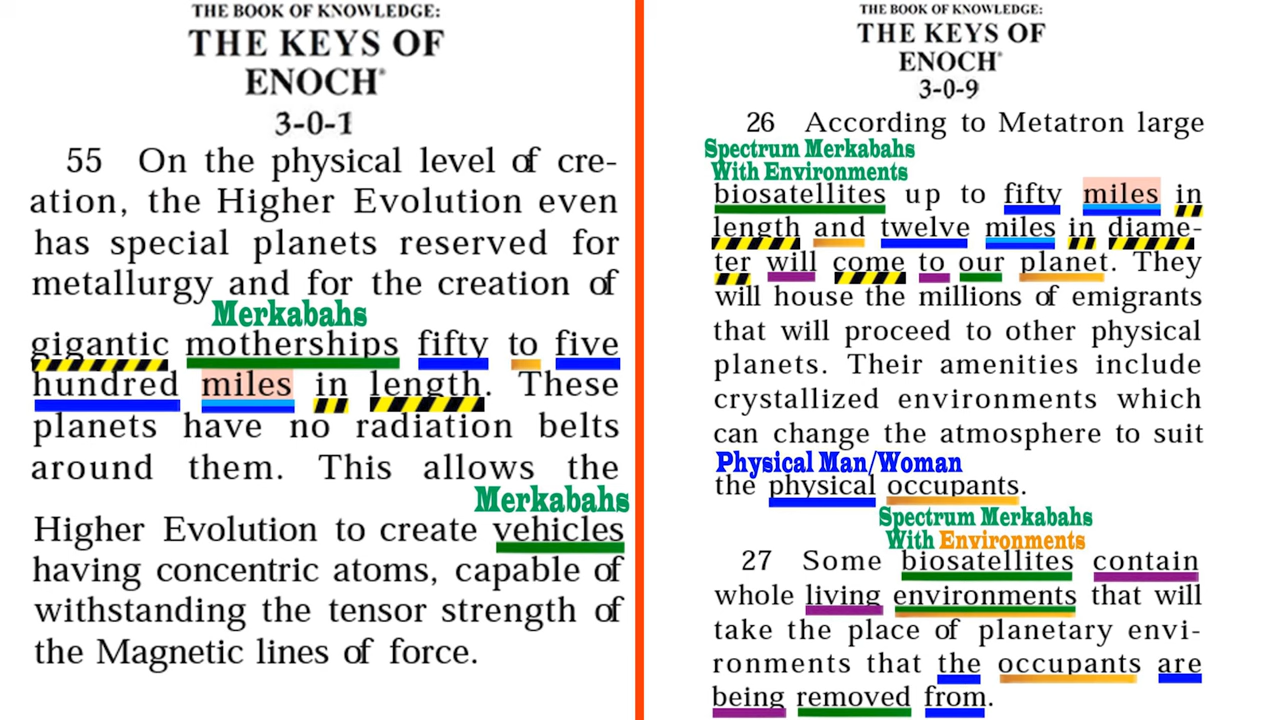 THE BOOK OF KNOWLEDGE:
THE KEYS OF
ENOCH®
3-0-1
55 On the physical level of cre-
ation, the Higher Evolution even
has special planets reserved for
metallurgy and for the creation of
Merkabahs
gigantic motherships fifty to five
hundred miles in length. These
planets have no radiation belts
around them. This allows the
Merkabahs
Higher Evolution to create vehicles
having concentric atoms, capable of
withstanding the tensor strength of
the Magnetic lines of force.
THE BOOK OF KNOWLEDGE:
THE KEYS OF
ENOCH®
3-0-9
26 According to Metatron large
Spectrum Merkabahs
With Environments
biosatellites up to fifty miles in
length and twelve miles in diame-
ter will come to our planet. They
will house the millions of emigrants
that will proceed to other physical
planets. Their amenities include
crystallized environments which
can change the atmosphere to suit
Physical Man/Woman
the physical occupants.
Spectrum Merkabahs
With Environments
27 Some biosatellites contain
whole living environments that will
take the place of planetary envi-
ronments that the occupants are
being removed from.